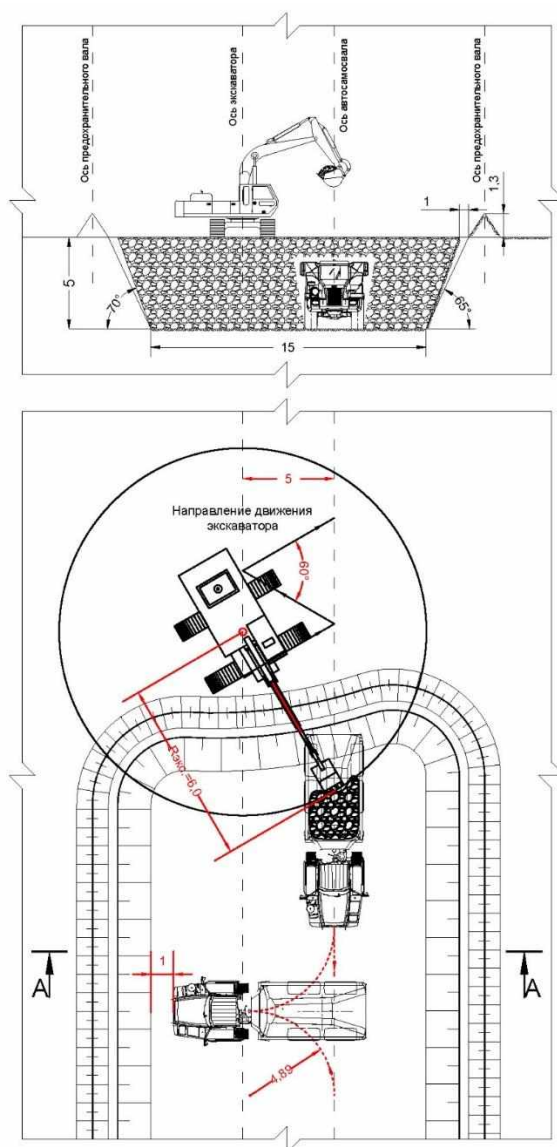 Ось предохранительного вала
Ось экскаватора
Ось автосамосвала
Ось предохранительного вала
1
1,3
5
70°
65°
15
5
Направление движения
экскаватора
60°
Rэкс.=6,0
А
А
1
4,89